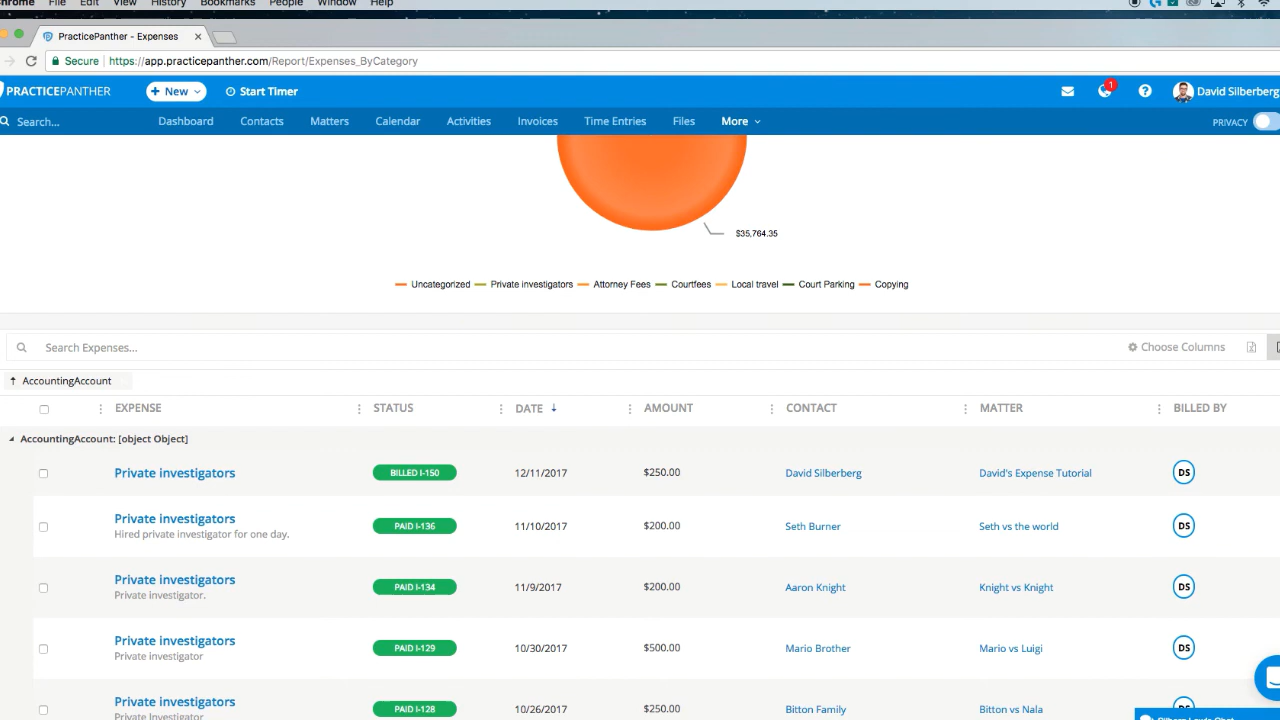 Chrome File Edit View History Bookmarks People Window Help
PracticePanther - Expenses
Secure https://app.practicepanther.com/Report/Expenses_ByCategory
PRACTICEPANTHER + New Start Timer 1 David Silberberg
Search... Dashboard Contacts Matters Calendar Activities Invoices Time Entries Files More PRIVACY
$35,764.35
Uncategorized Private investigators Attorney Fees Courtfees Local travel Court Parking Copying
Search Expenses... Choose Columns
AccountingAccount
EXPENSE STATUS DATE AMOUNT CONTACT MATTER BILLED BY
AccountingAccount: [object Object]
Private investigators BILLED I-150 12/11/2017 $250.00 David Silberberg David's Expense Tutorial DS
Private investigators PAID I-136 11/10/2017 $200.00 Seth Burner Seth vs the world DS
Hired private investigator for one day.
Private investigators PAID I-134 11/9/2017 $200.00 Aaron Knight Knight vs Knight DS
Private investigator.
Private investigators PAID I-129 10/30/2017 $500.00 Mario Brother Mario vs Luigi DS
Private investigator
Private investigators PAID I-128 10/26/2017 $250.00 Bitton Family Bitton vs Nala DS
Private Investigator